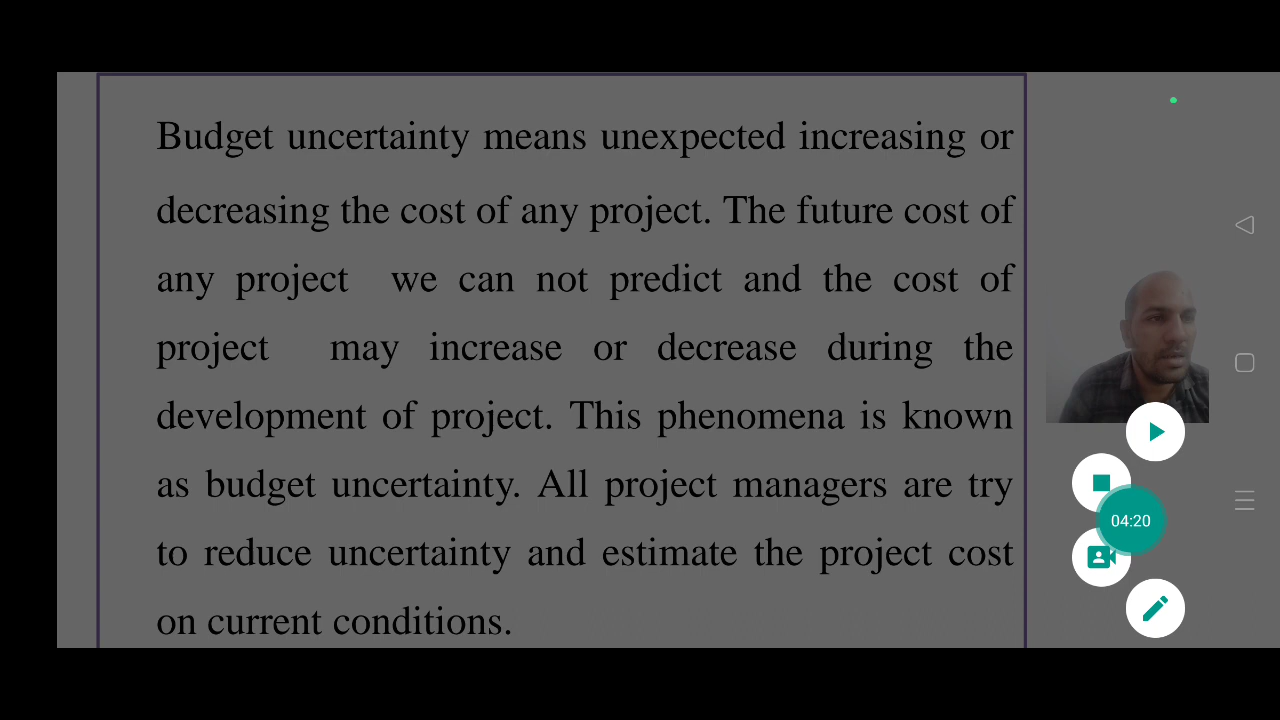 Budget uncertainty means unexpected increasing or
decreasing the cost of any project. The future cost of
any project we can not predict and the cost of
project may increase or decrease during the
development of project. This phenomena is known
as budget uncertainty. All project managers are try
to reduce uncertainty and estimate the project cost
on current conditions.
04:20